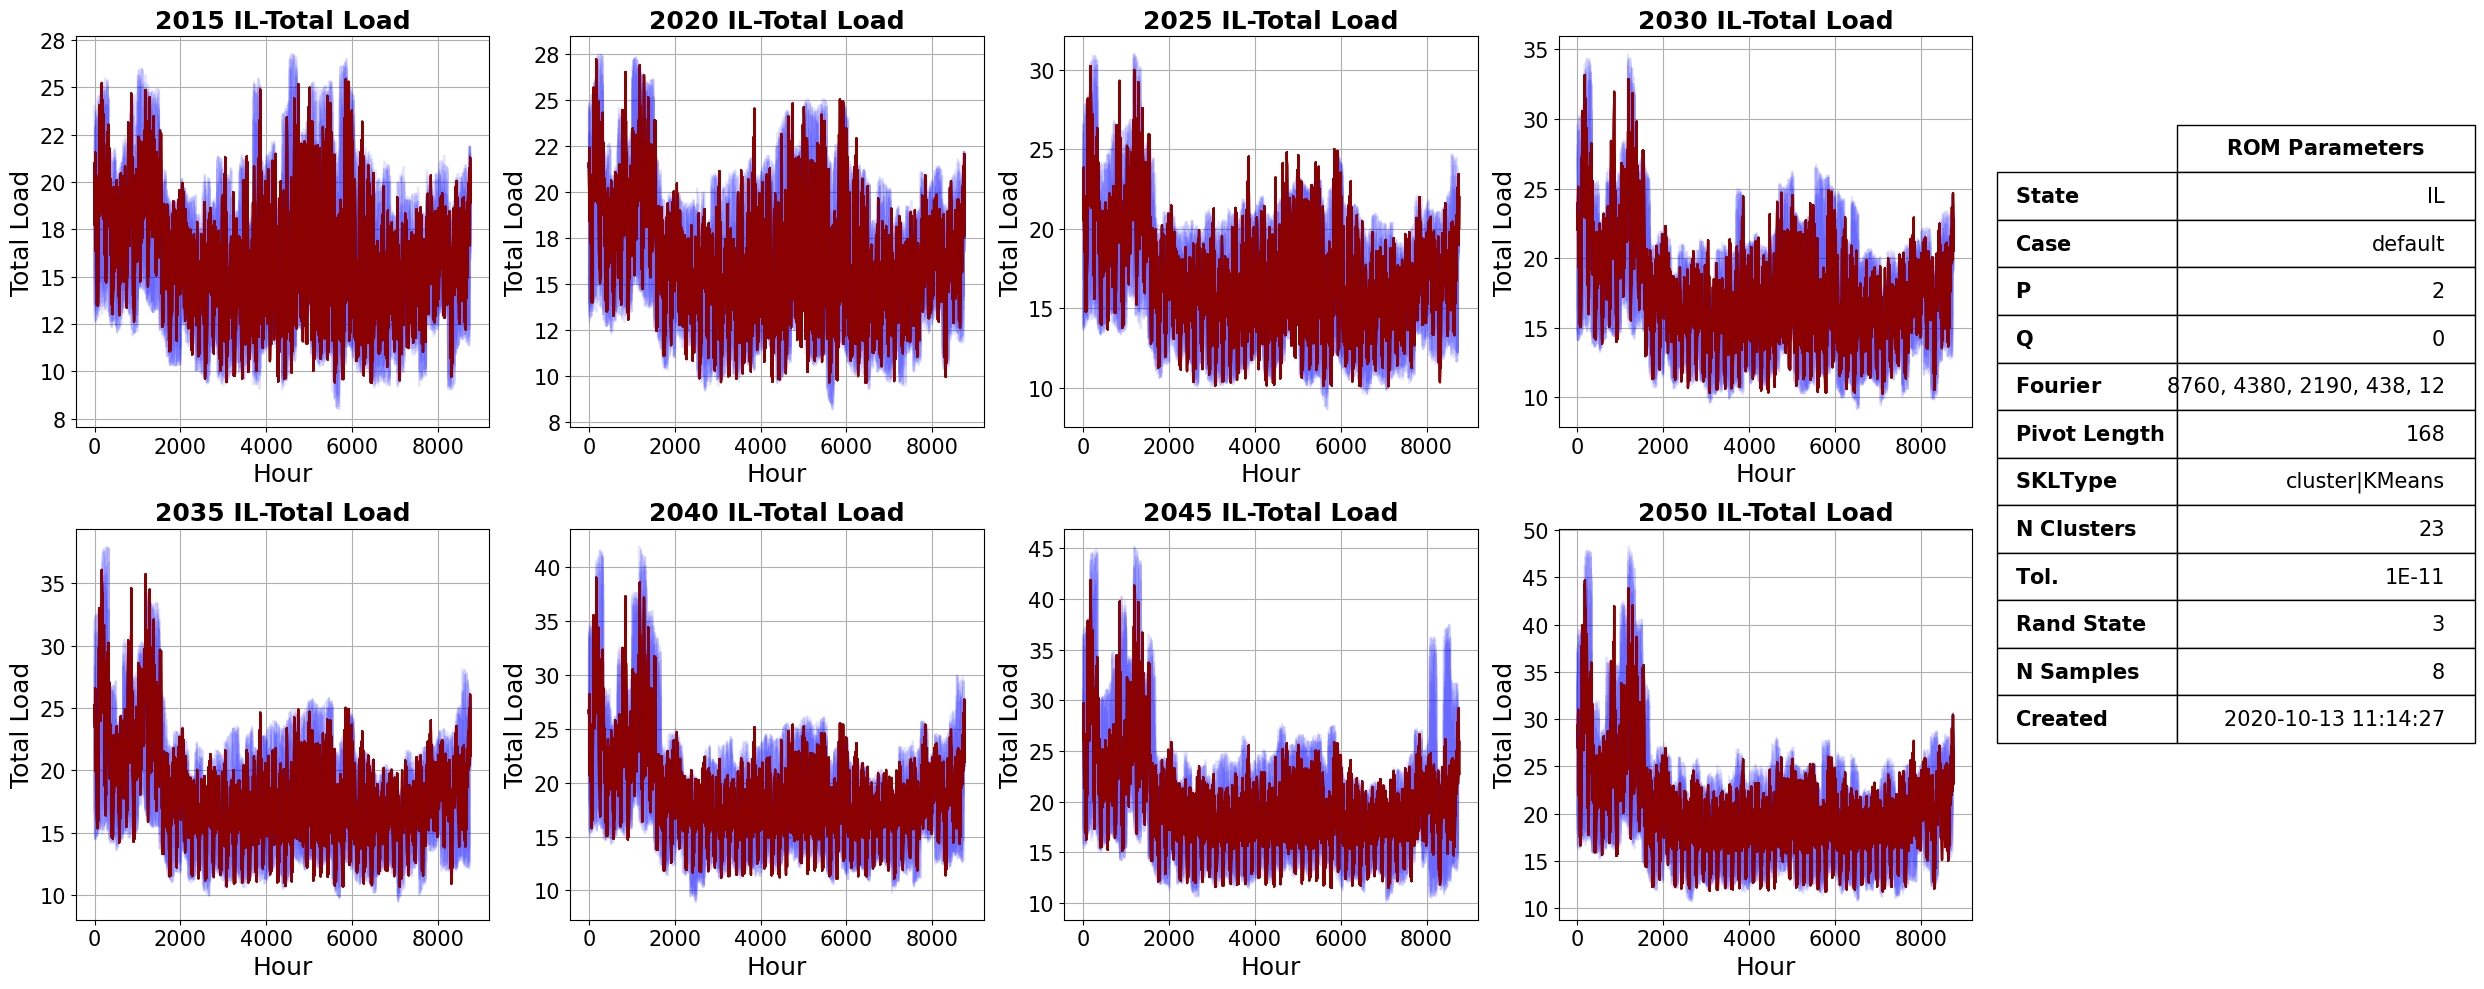 2015 IL-Total Load
28
25
22
20
18
15
12
10
8
Total Load
0 2000 4000 6000 8000
Hour
2020 IL-Total Load
28
25
22
20
18
15
12
10
8
Total Load
0 2000 4000 6000 8000
Hour
2025 IL-Total Load
30
25
20
15
10
Total Load
0 2000 4000 6000 8000
Hour
2030 IL-Total Load
35
30
25
20
15
10
Total Load
0 2000 4000 6000 8000
Hour
2035 IL-Total Load
35
30
25
20
15
10
Total Load
0 2000 4000 6000 8000
Hour
2040 IL-Total Load
40
35
30
25
20
15
10
Total Load
0 2000 4000 6000 8000
Hour
2045 IL-Total Load
45
40
35
30
25
20
15
10
Total Load
0 2000 4000 6000 8000
Hour
2050 IL-Total Load
50
45
40
35
30
25
20
15
10
Total Load
0 2000 4000 6000 8000
Hour
ROM Parameters
State IL
Case default
P 2
Q 0
Fourier 8760, 4380, 2190, 438, 12
Pivot Length 168
SKLType cluster|KMeans
N Clusters 23
Tol. 1E-11
Rand State 3
N Samples 8
Created 2020-10-13 11:14:27